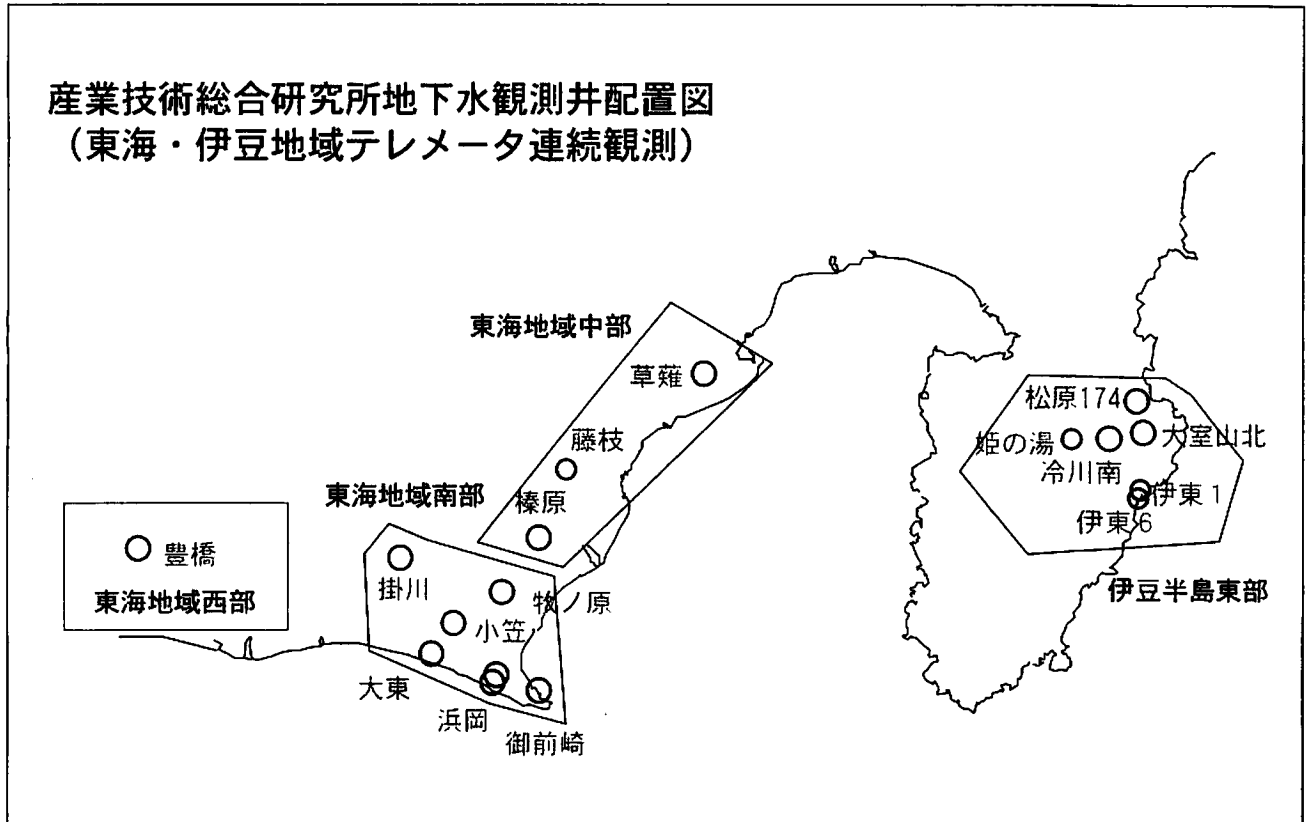 産業技術総合研究所地下水観測井配置図
（東海・伊豆地域テレメータ連続観測）
東海地域中部
草薙
藤枝
榛原
東海地域南部
掛川
牧ノ原
小笠
大東
浜岡
御前崎
豊橋
東海地域西部
松原174
姫の湯
大室山北
冷川南
伊東1
伊東6
伊豆半島東部